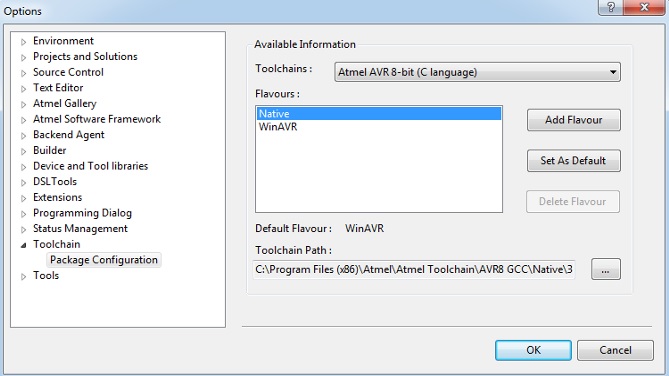 Options
Environment
Projects and Solutions
Source Control
Text Editor
Atmel Gallery
Atmel Software Framework
Backend Agent
Builder
Device and Tool libraries
DSLTools
Extensions
Programming Dialog
Status Management
Toolchain
Package Configuration
Tools
Available Information
Toolchains : Atmel AVR 8-bit (C language)
Flavours :
Native
WinAVR
Add Flavour
Set As Default
Delete Flavour
Default Flavour : WinAVR
Toolchain Path :
C:\Program Files (x86)\Atmel\Atmel Toolchain\AVR8 GCC\Native\3 ...
OK Cancel